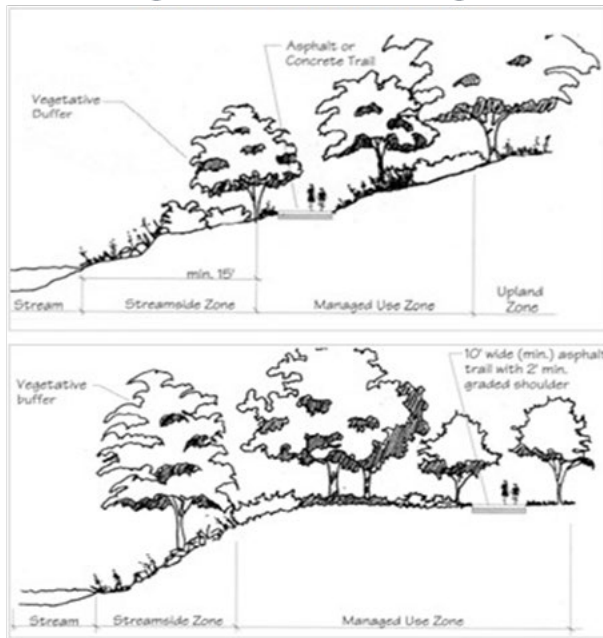 Asphalt or
Concrete Trail
Vegetative
Buffer
min. 15'
Stream
Streamside Zone
Managed Use Zone
Upland
Zone
10' wide (min.) asphalt
trail with 2' min.
graded shoulder
Vegetative
buffer
Stream
Streamside Zone
Managed Use Zone